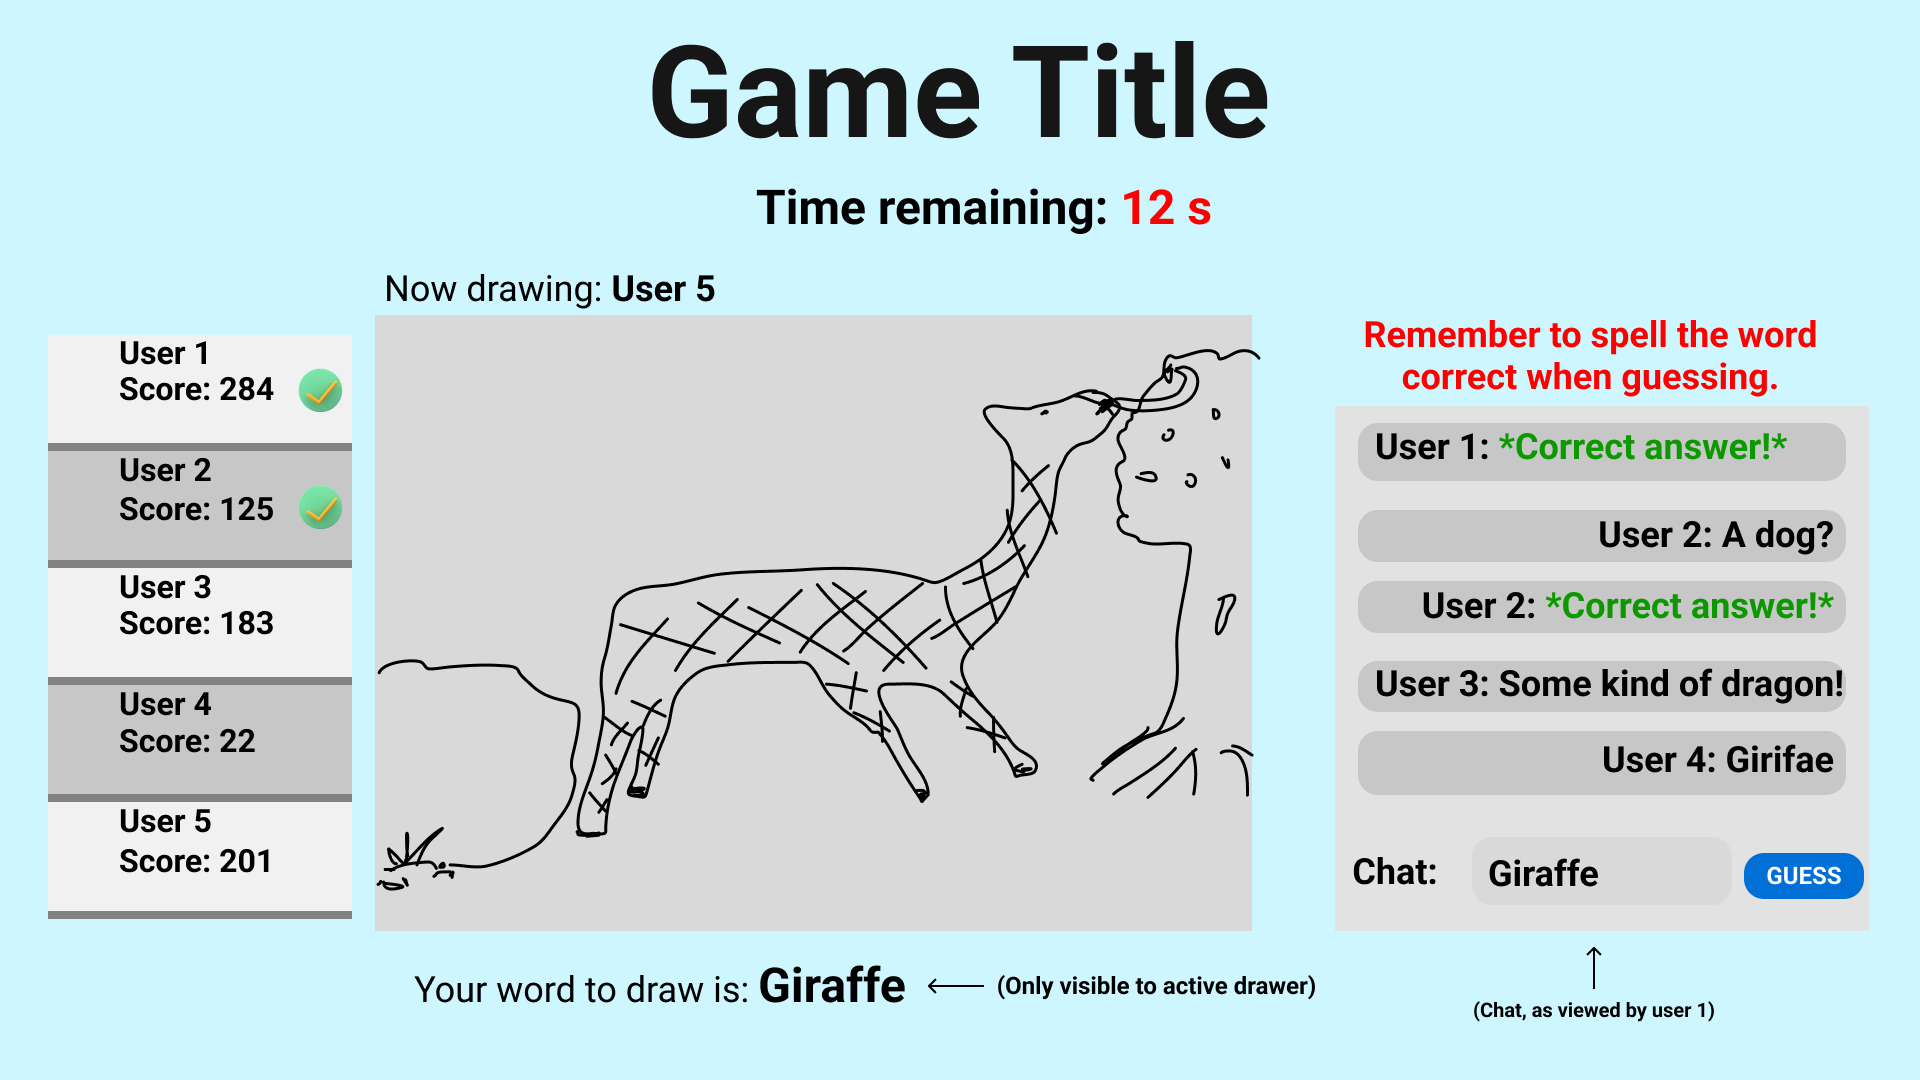 Game Title
Time remaining: 12 s
Now drawing: User 5
User 1
Score: 284
User 2
Score: 125
User 3
Score: 183
User 4
Score: 22
User 5
Score: 201
Remember to spell the word
correct when guessing.
User 1: *Correct answer!*
User 2: A dog?
User 2: *Correct answer!*
User 3: Some kind of dragon!
User 4: Girifae
Chat: Giraffe GUESS
Your word to draw is: Giraffe (Only visible to active drawer)
(Chat, as viewed by user 1)